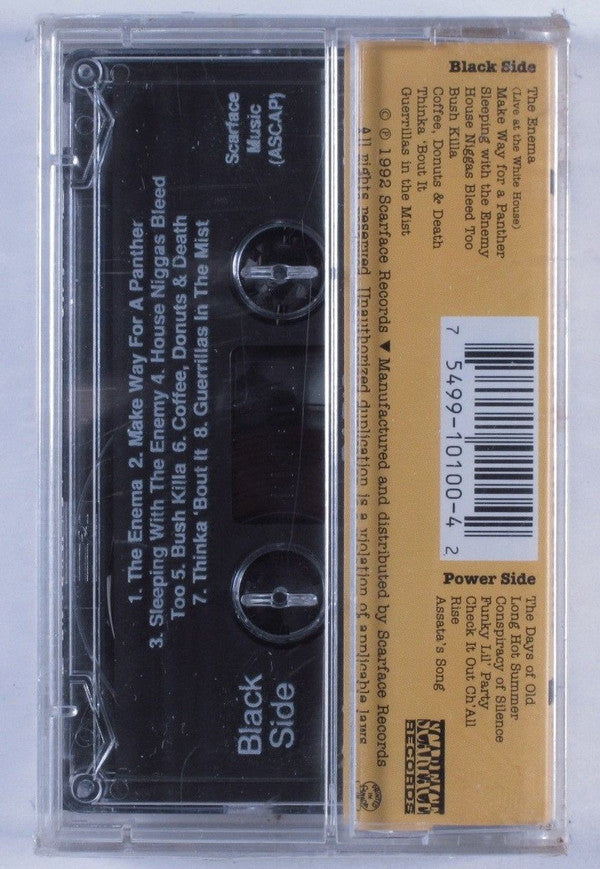 Black Side
The Enema
(Live at the White House)
Make Way for a Panther
Sleeping with the Enemy
House Niggas Bleed Too
Bush Killa
Coffee, Donuts & Death
Thinka 'Bout It
Guerrillas in the Mist
© ℗ 1992 Scarface Records ▼ Manufactured and distributed by Scarface Records
All rights reserved. Unauthorized duplication is a violation of applicable laws
7 5499-10100-4 2
Power Side
The Days of Old
Long Hot Summer
Conspiracy of Silence
Funky Lil' Party
Check It Out Ch'All
Rise
Assata's Song
SCARFACE
RECORDS
Scarface
Music
(ASCAP)
1. The Enema 2. Make Way For A Panther
3. Sleeping With The Enemy 4. House Niggas Bleed
Too 5. Bush Killa 6. Coffee, Donuts & Death
7. Thinka 'Bout It 8. Guerrillas In The Mist
Black
Side